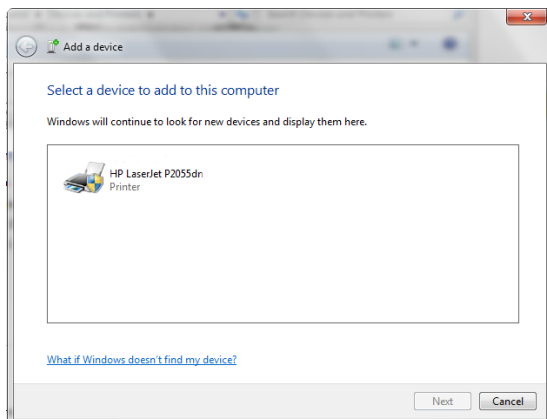 Add a device
Select a device to add to this computer
Windows will continue to look for new devices and display them here.
HP LaserJet P2055dn
Printer
What if Windows doesn't find my device?
Next
Cancel